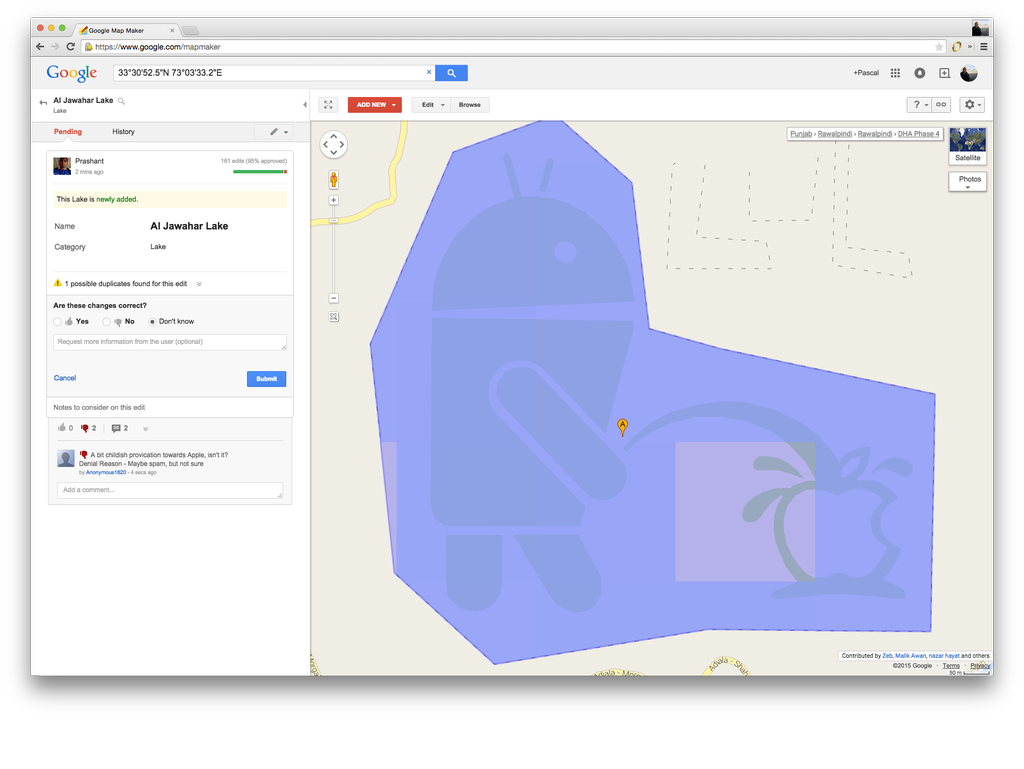 Google Map Maker
https://www.google.com/mapmaker
Google
33°30'52.5"N 73°03'33.2"E
+Pascal
Al Jawahar Lake
Lake
ADD NEW
Edit
Browse
?
Pending
History
Punjab › Rawalpindi › Rawalpindi › DHA Phase 4
Satellite
Photos
Prashant
161 edits (95% approved)
2 mins ago
This Lake is newly added.
Name
Al Jawahar Lake
Category
Lake
1 possible duplicates found for this edit
Are these changes correct?
Yes
No
Don't know
Request more information from the user (optional)
Cancel
Submit
Notes to consider on this edit
0
2
2
A bit childish provication towards Apple, isn't it?
Denial Reason - Maybe spam, but not sure
by Anonymous1820 - 4 secs ago
Add a comment...
A
Contributed by Zeb, Malik Awan, nazar hayat and others
©2015 Google - Terms - Privacy
50 m